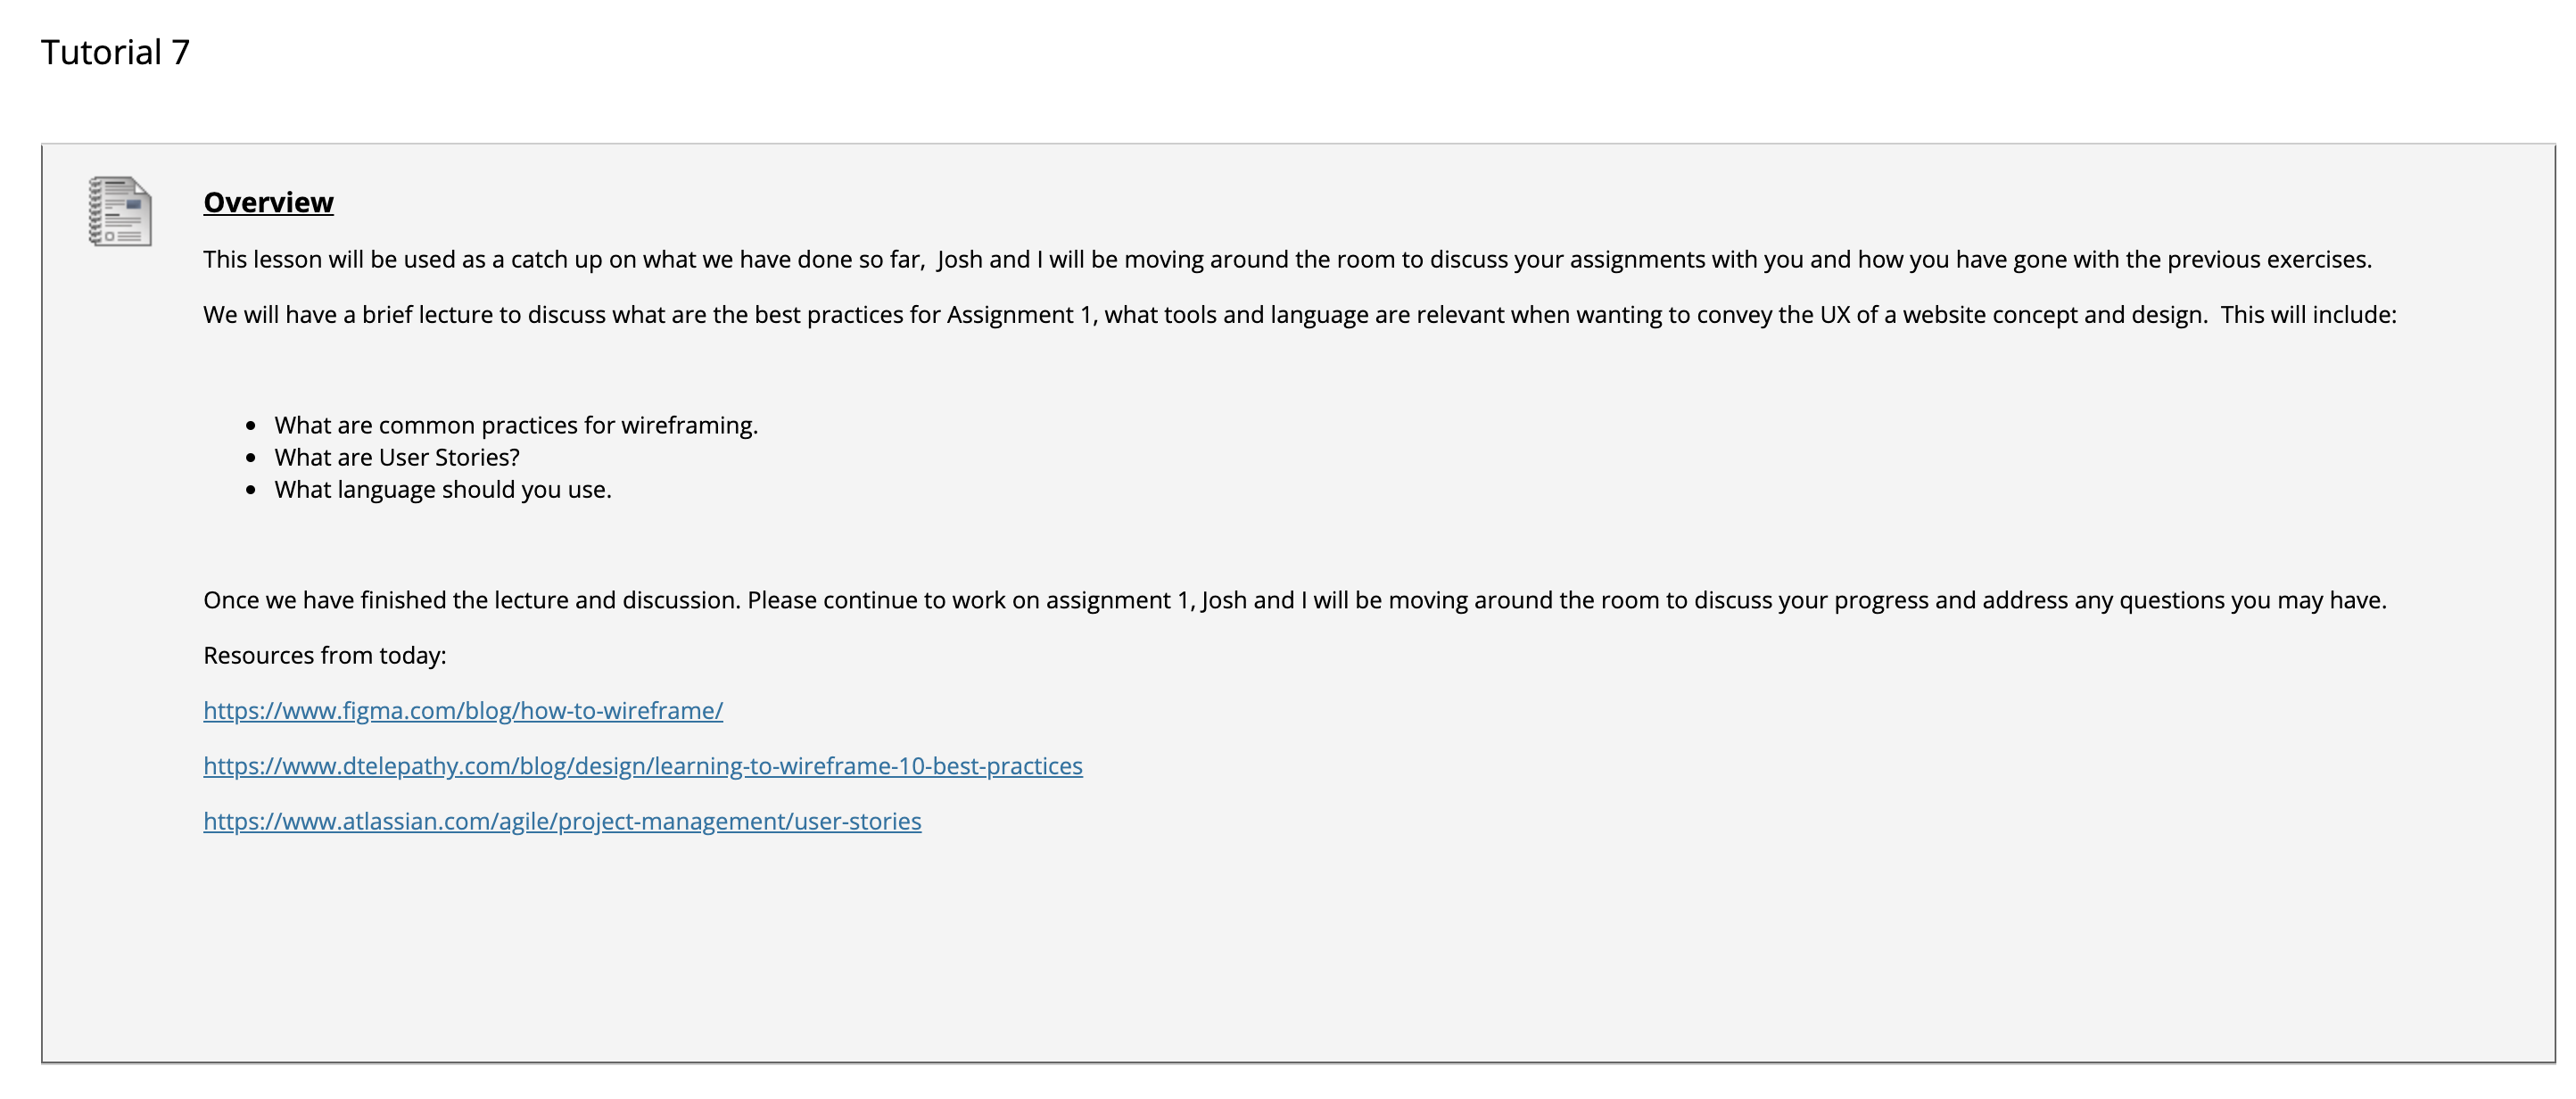 Tutorial 7
Overview
This lesson will be used as a catch up on what we have done so far,  Josh and I will be moving around the room to discuss your assignments with you and how you have gone with the previous exercises.
We will have a brief lecture to discuss what are the best practices for Assignment 1, what tools and language are relevant when wanting to convey the UX of a website concept and design.  This will include:
• What are common practices for wireframing.
• What are User Stories?
• What language should you use.
Once we have finished the lecture and discussion. Please continue to work on assignment 1, Josh and I will be moving around the room to discuss your progress and address any questions you may have.
Resources from today:
https://www.figma.com/blog/how-to-wireframe/
https://www.dtelepathy.com/blog/design/learning-to-wireframe-10-best-practices
https://www.atlassian.com/agile/project-management/user-stories